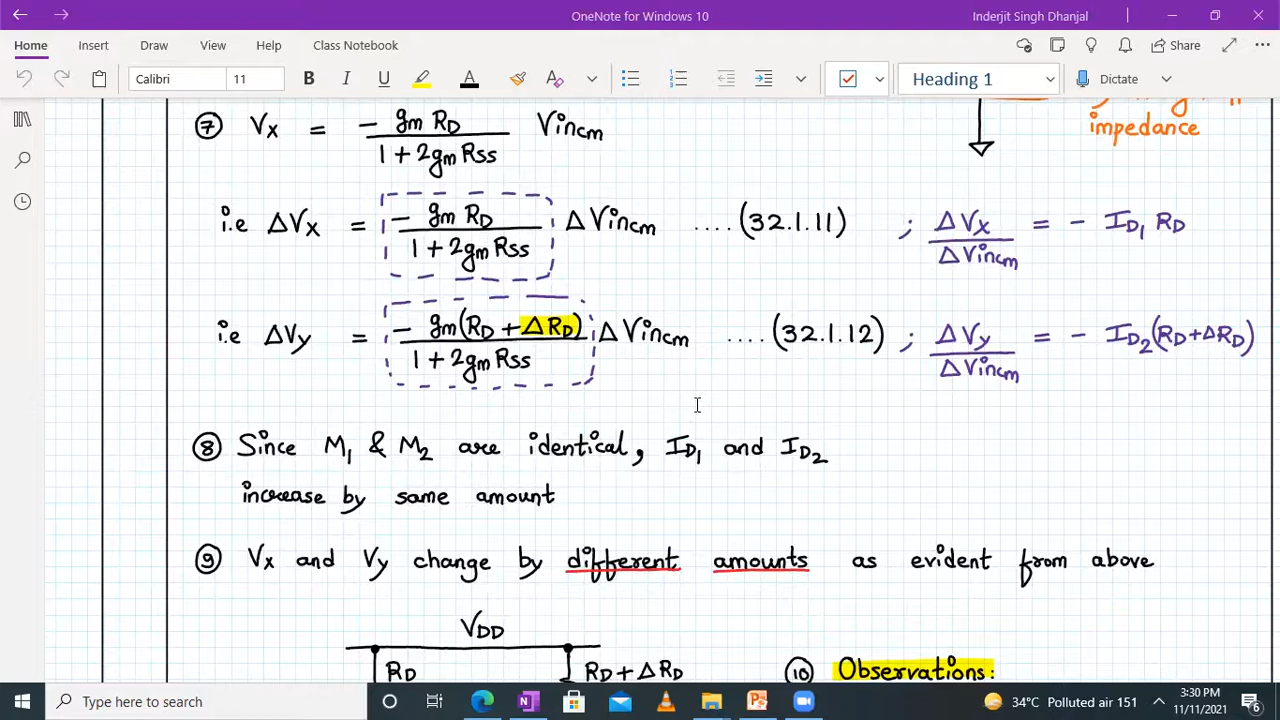 OneNote for Windows 10
Inderjit Singh Dhanjal
Home Insert Draw View Help Class Notebook Share
Calibri 11 B I U A Heading 1 Dictate
impedance
⑦ Vx = - gm RD / 1 + 2gm Rss Vincm
i.e ΔVx = - gm RD / 1 + 2gm Rss ΔVincm ....(32.1.11) ; ΔVx / ΔVincm = - ID1 RD
i.e ΔVy = - gm(RD + ΔRD) / 1 + 2gm Rss ΔVincm ....(32.1.12) ; ΔVy / ΔVincm = - ID2(RD+ΔRD)
⑧ Since M1 & M2 are identical, ID1 and ID2
increase by same amount
⑨ Vx and Vy change by different amounts as evident from above
VDD
RD RD+ΔRD ⑩ Observations:
Type here to search
34°C Polluted air 151
3:30 PM
11/11/2021
6